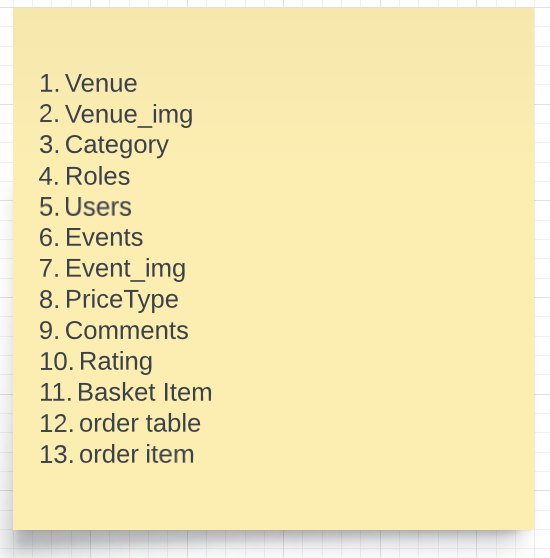 1. Venue
2. Venue_img
3. Category
4. Roles
5. Users
6. Events
7. Event_img
8. PriceType
9. Comments
10. Rating
11. Basket Item
12. order table
13. order item